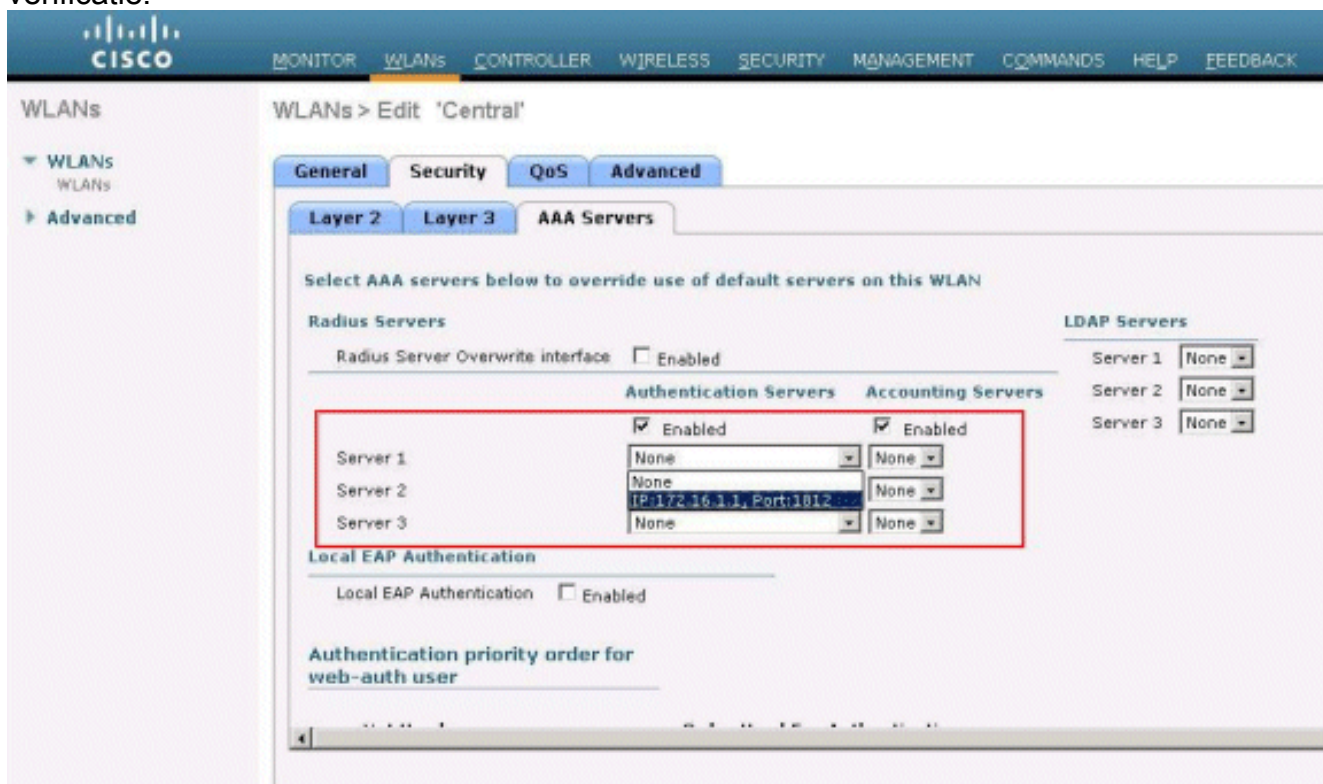 CISCO
MONITOR WLANs CONTROLLER WIRELESS SECURITY MANAGEMENT COMMANDS HELP FEEDBACK
WLANs
WLANs > Edit 'Central'
WLANs
WLANs
Advanced
General Security QoS Advanced
Layer 2 Layer 3 AAA Servers
Select AAA servers below to override use of default servers on this WLAN
Radius Servers
LDAP Servers
Radius Server Overwrite interface Enabled
Server 1 None
Authentication Servers Accounting Servers
Server 2 None
Enabled Enabled
Server 3 None
Server 1 None None
None
Server 2 IP:172.16.1.1, Port:1812 None
Server 3 None None
Local EAP Authentication
Local EAP Authentication Enabled
Authentication priority order for
web-auth user